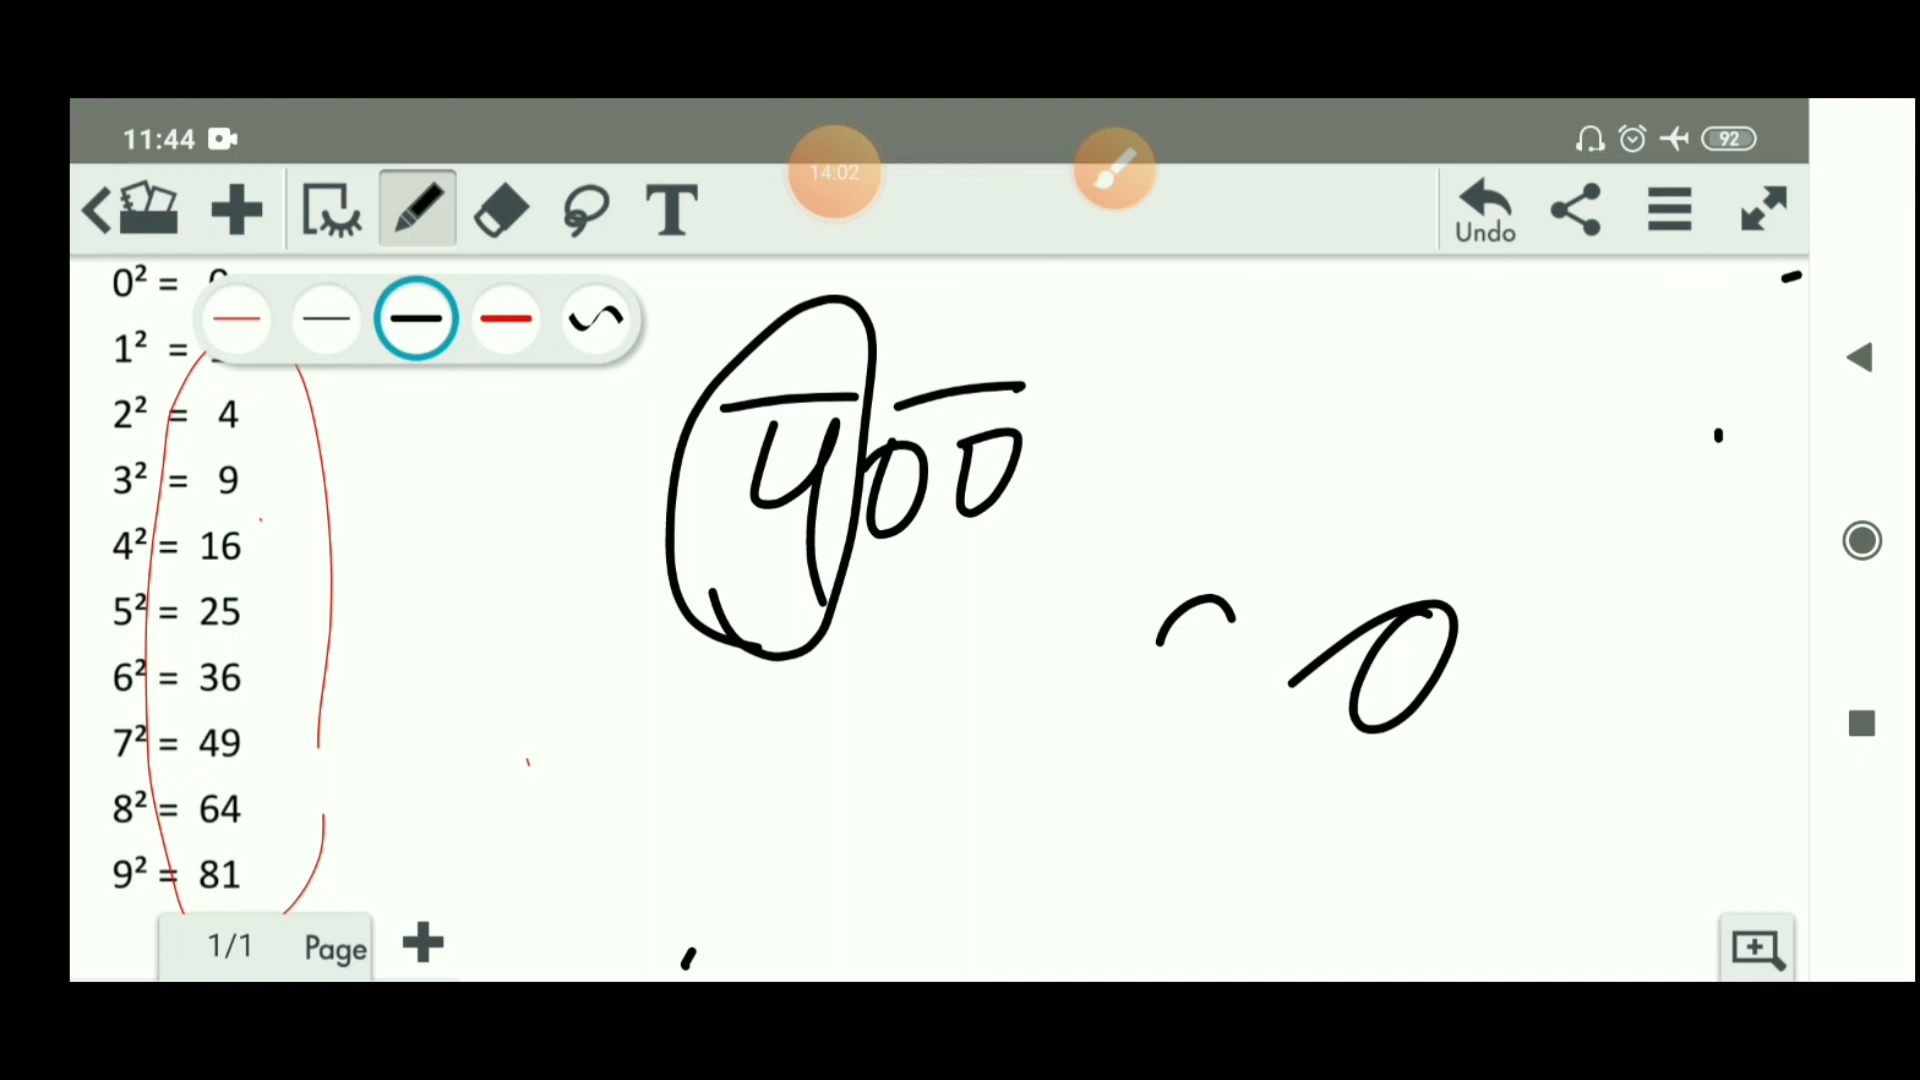 11:44
92
14:02
T
Undo
0² =
1² =
2² = 4
3² = 9
4² = 16
5² = 25
6² = 36
7² = 49
8² = 64
9² = 81
400
0
1/1 Page